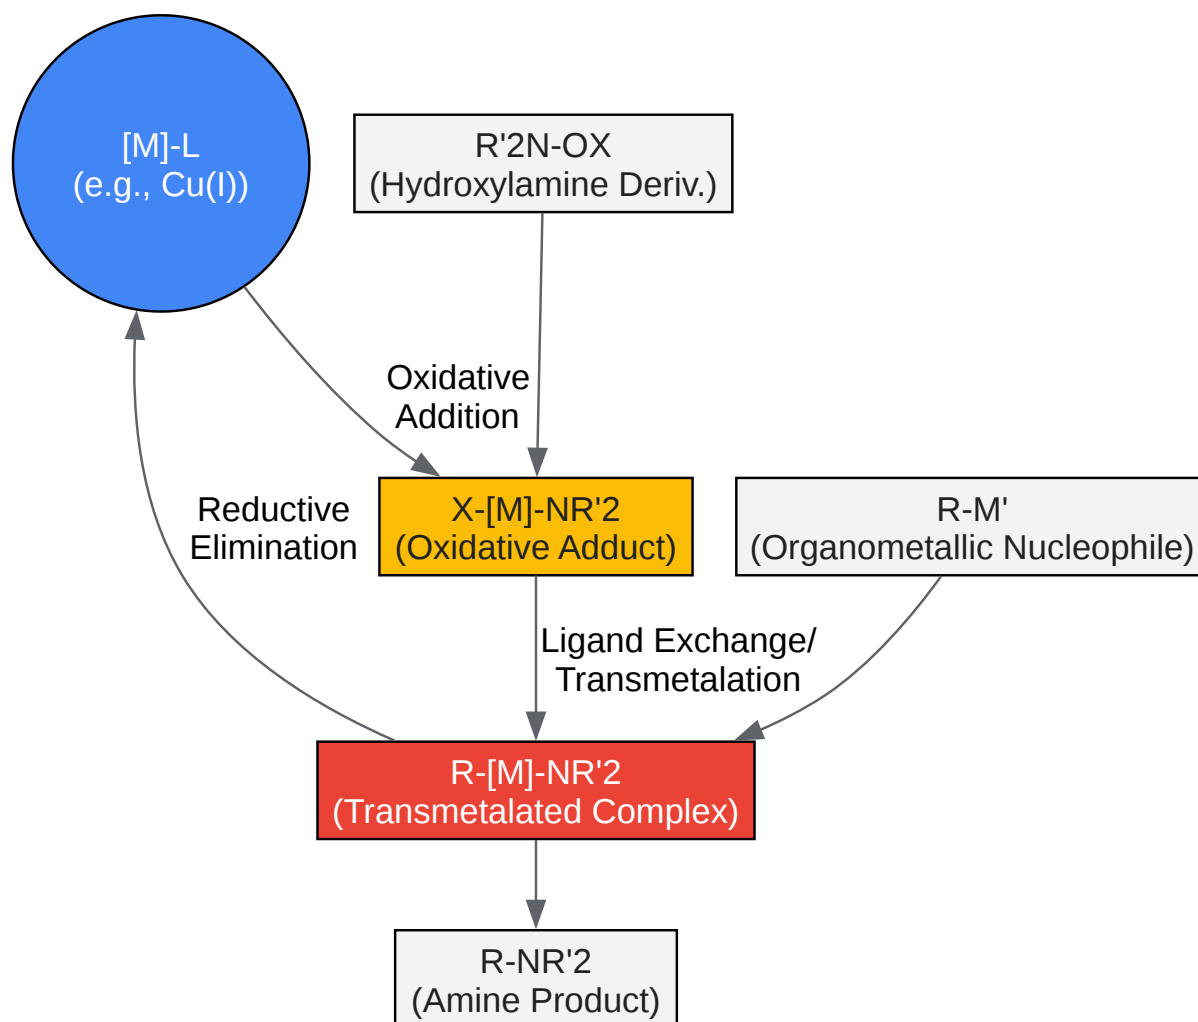 [M]-L
(e.g., Cu(I))
R'2N-OX
(Hydroxylamine Deriv.)
Oxidative
Addition
Reductive
Elimination
X-[M]-NR'2
(Oxidative Adduct)
R-M'
(Organometallic Nucleophile)
Ligand Exchange/
Transmetalation
R-[M]-NR'2
(Transmetalated Complex)
R-NR'2
(Amine Product)